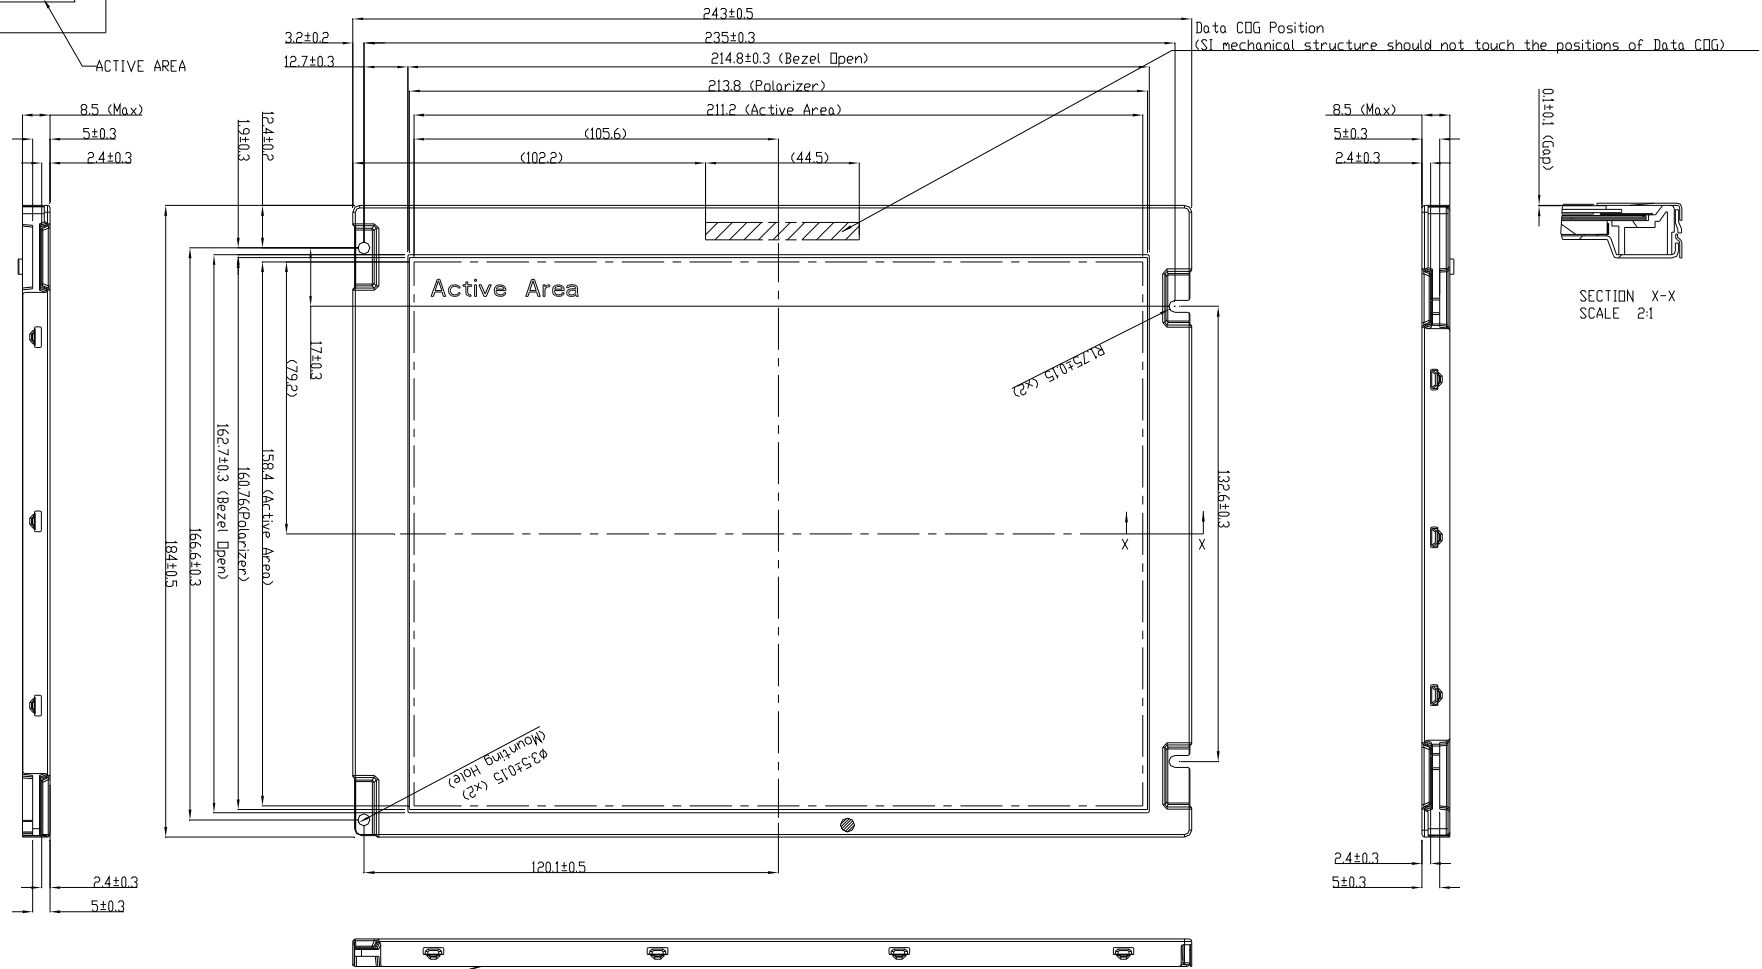 243±0.5
Data COG Position
(SI mechanical structure should not touch the positions of Data COG)
3.2±0.2
235±0.3
12.7±0.3
214.8±0.3 (Bezel Open)
ACTIVE AREA
213.8 (Polarizer)
211.2 (Active Area)
8.5 (Max)
5±0.3
2.4±0.3
1.9±0.3
12.4±0.2
(105.6)
(102.2)
(44.5)
8.5 (Max)
5±0.3
2.4±0.3
0.1±0.1 (Gap)
Active Area
SECTION X-X
SCALE 2:1
17±0.3
(79.2)
R1.75±0.15 (x2)
162.7±0.3 (Bezel Open)
160.76(Polarizer)
158.4 (Active Area)
184±0.5
166.6±0.3
132.6±0.3
X
X
Ø3.5±0.15 (x2)
(Mounting Hole)
120.1±0.5
2.4±0.3
5±0.3
2.4±0.3
5±0.3